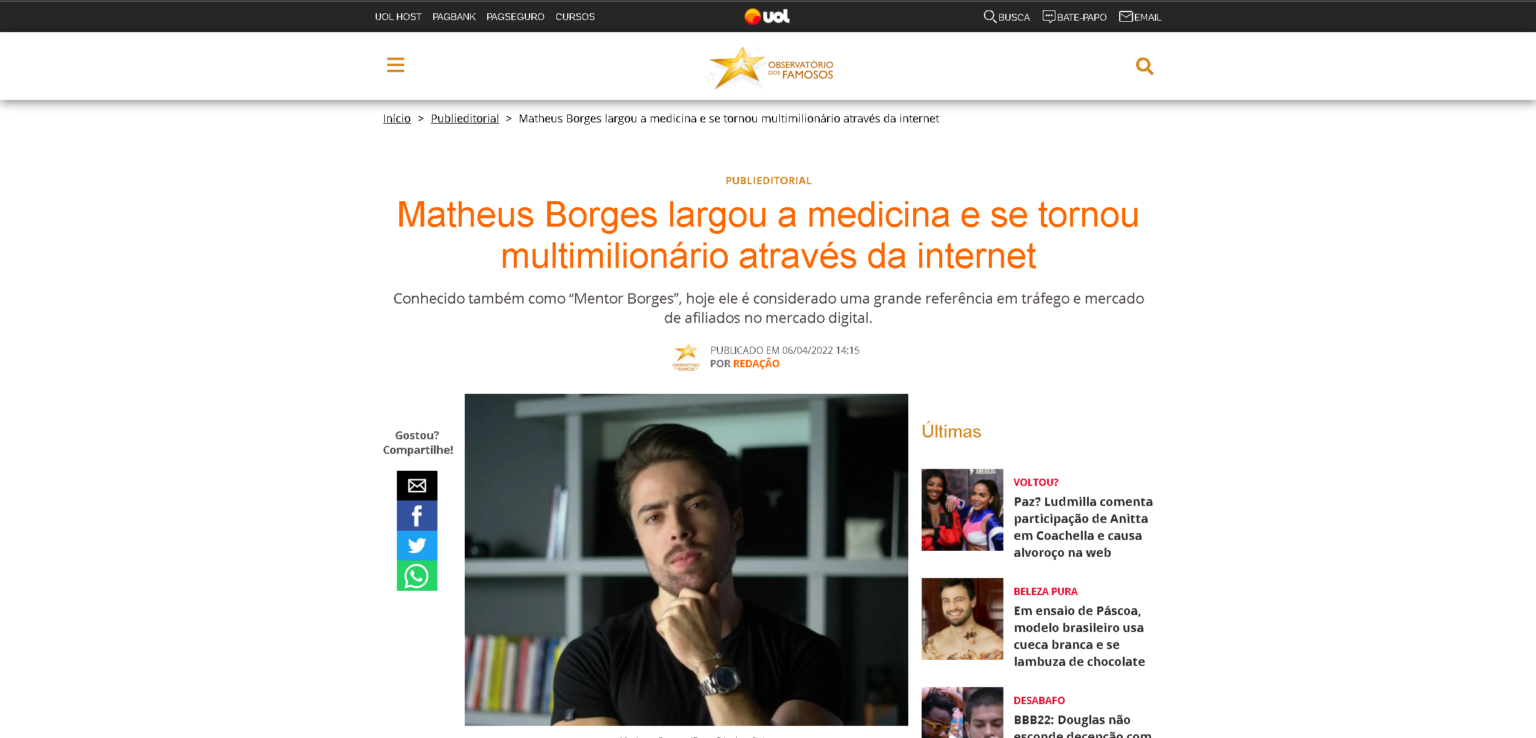 UOL HOST PAGBANK PAGSEGURO CURSOS
uol
BUSCA BATE-PAPO EMAIL
OBSERVATÓRIO
DOS FAMOSOS
Início > Publieditorial > Matheus Borges largou a medicina e se tornou multimilionário através da internet
PUBLIEDITORIAL
Matheus Borges largou a medicina e se tornou
multimilionário através da internet
Conhecido também como “Mentor Borges”, hoje ele é considerado uma grande referência em tráfego e mercado
de afiliados no mercado digital.
PUBLICADO EM 06/04/2022 14:15
POR REDAÇÃO
Gostou?
Compartilhe!
Últimas
VOLTOU?
Paz? Ludmilla comenta
participação de Anitta
em Coachella e causa
alvoroço na web
BELEZA PURA
Em ensaio de Páscoa,
modelo brasileiro usa
cueca branca e se
lambuza de chocolate
DESABAFO
BBB22: Douglas não
esconde decepção com